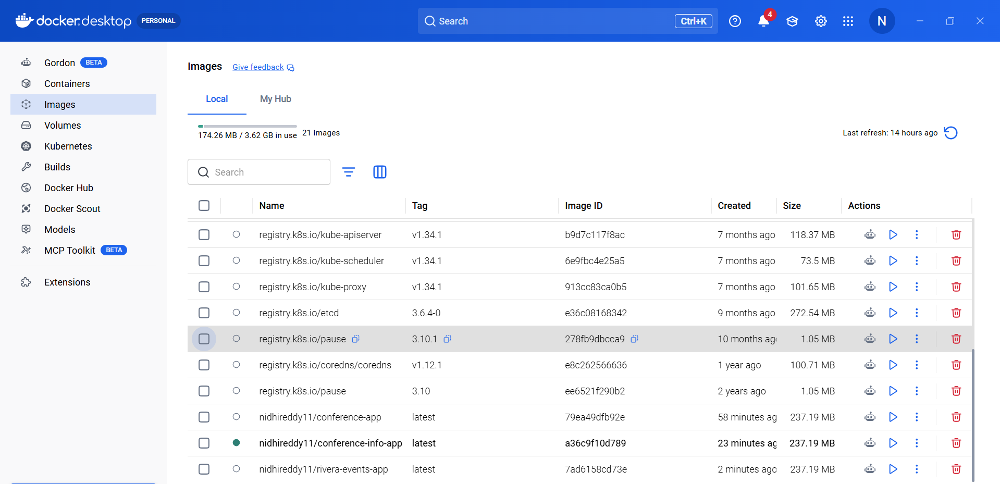 docker.desktop PERSONAL
Search Ctrl+K
4
N
Gordon BETA
Containers
Images
Volumes
Kubernetes
Builds
Docker Hub
Docker Scout
Models
MCP Toolkit BETA
Extensions
Images Give feedback
Local My Hub
174.26 MB / 3.62 GB in use 21 images
Last refresh: 14 hours ago
Search
Name Tag Image ID Created Size Actions
registry.k8s.io/kube-apiserver v1.34.1 b9d7c117f8ac 7 months ago 118.37 MB
registry.k8s.io/kube-scheduler v1.34.1 6e9fbc4e25a5 7 months ago 73.5 MB
registry.k8s.io/kube-proxy v1.34.1 913cc83ca0b5 7 months ago 101.65 MB
registry.k8s.io/etcd 3.6.4-0 e36c08168342 9 months ago 272.54 MB
registry.k8s.io/pause 3.10.1 278fb9dbcca9 10 months ag 1.05 MB
registry.k8s.io/coredns/coredns v1.12.1 e8c262566636 1 year ago 100.71 MB
registry.k8s.io/pause 3.10 ee6521f290b2 2 years ago 1.05 MB
nidhireddy11/conference-app latest 79ea49dfb92e 58 minutes ag 237.19 MB
nidhireddy11/conference-info-app latest a36c9f10d789 23 minutes ag 237.19 MB
nidhireddy11/rivera-events-app latest 7ad6158cd73e 2 minutes ago 237.19 MB